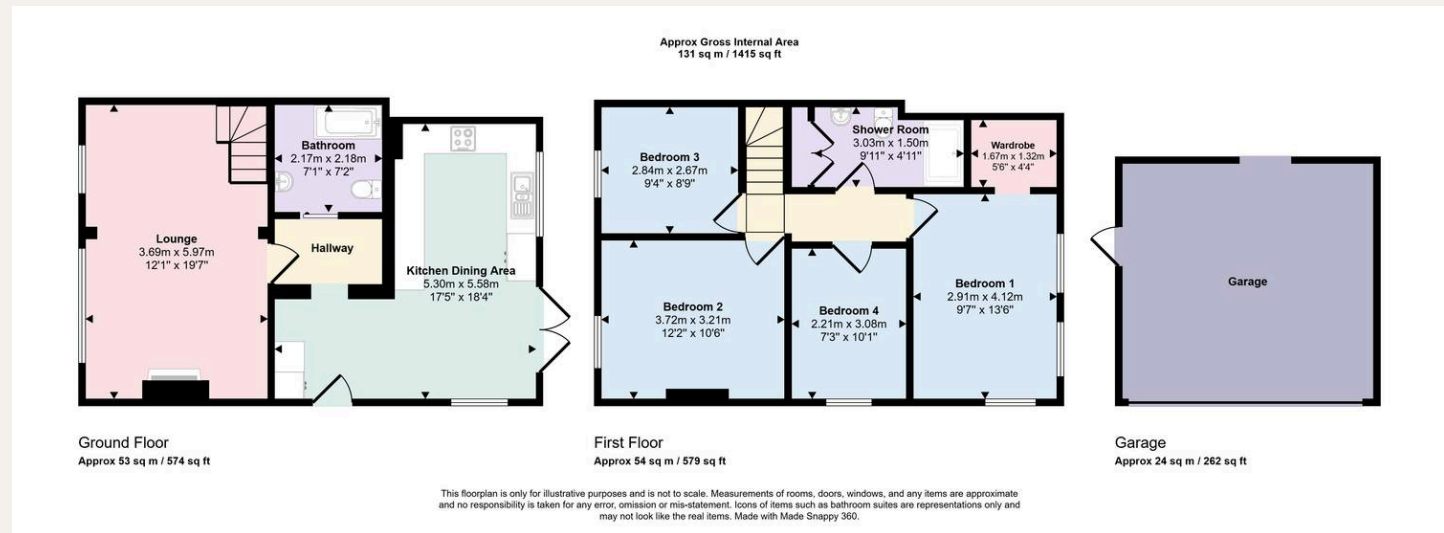 Approx Gross Internal Area
131 sq m / 1415 sq ft
Bathroom
2.17m x 2.18m
7'1" x 7'2"
Lounge
3.69m x 5.97m
12'1" x 19'7"
Hallway
Kitchen Dining Area
5.30m x 5.58m
17'5" x 18'4"
Ground Floor
Approx 53 sq m / 574 sq ft
Bedroom 3
2.84m x 2.67m
9'4" x 8'9"
Shower Room
3.03m x 1.50m
9'11" x 4'11"
Wardrobe
1.67m x 1.32m
5'6" x 4'4"
Bedroom 2
3.72m x 3.21m
12'2" x 10'6"
Bedroom 4
2.21m x 3.08m
7'3" x 10'1"
Bedroom 1
2.91m x 4.12m
9'7" x 13'6"
First Floor
Approx 54 sq m / 579 sq ft
Garage
Garage
Approx 24 sq m / 262 sq ft
This floorplan is only for illustrative purposes and is not to scale. Measurements of rooms, doors, windows, and any items are approximate
and no responsibility is taken for any error, omission or mis-statement. Icons of items such as bathroom suites are representations only and
may not look like the real items. Made with Made Snappy 360.